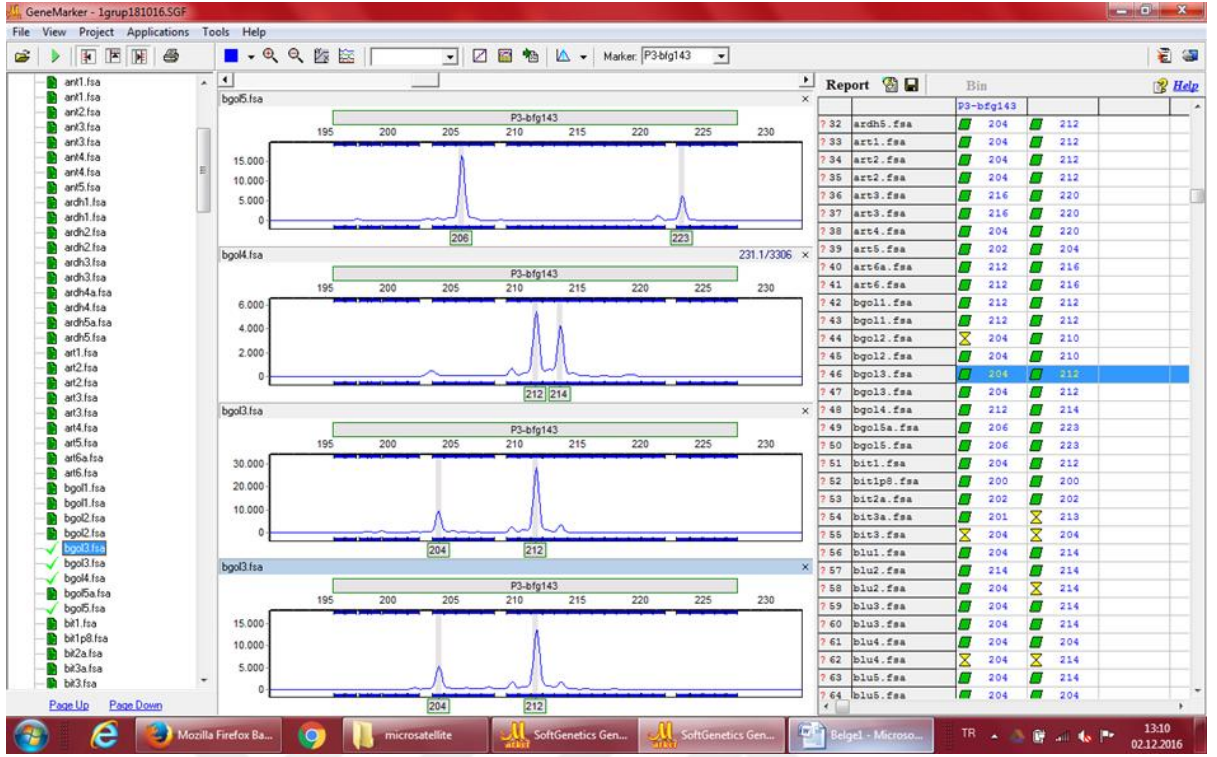 GeneMarker - 1grup181016.SGF
File View Project Applications Tools Help
Marker: P3-bfg143
ant1.fsa
ant1.fsa
ant2.fsa
ant3.fsa
ant3.fsa
ant4.fsa
ant4.fsa
ant5.fsa
ardh1.fsa
ardh1.fsa
ardh2.fsa
ardh2.fsa
ardh3.fsa
ardh3.fsa
ardh4a.fsa
ardh4.fsa
ardh5a.fsa
ardh5.fsa
art1.fsa
art2.fsa
art2.fsa
art3.fsa
art3.fsa
art4.fsa
art5.fsa
art6a.fsa
art6.fsa
bgol1.fsa
bgol1.fsa
bgol2.fsa
bgol2.fsa
bgol3.fsa
bgol3.fsa
bgol4.fsa
bgol5a.fsa
bgol5.fsa
bit1.fsa
bit1p8.fsa
bit2a.fsa
bit3a.fsa
bit3.fsa
Page Up Page Down
bgol5.fsa ×
P3-bfg143
195 200 205 210 215 220 225 230
15.000
10.000
5.000
0
206 223
bgol4.fsa 231.1/3306 ×
P3-bfg143
195 200 205 210 215 220 225 230
6.000
4.000
2.000
0
212 214
bgol3.fsa ×
P3-bfg143
195 200 205 210 215 220 225 230
30.000
20.000
10.000
0
204 212
bgol3.fsa ×
P3-bfg143
195 200 205 210 215 220 225 230
15.000
10.000
5.000
0
204 212
Report Bin Help
P3-bfg143
? 32 ardh5.fsa 204 212
? 33 art1.fsa 204 212
? 34 art2.fsa 204 212
? 35 art2.fsa 204 212
? 36 art3.fsa 216 220
? 37 art3.fsa 216 220
? 38 art4.fsa 204 220
? 39 art5.fsa 202 204
? 40 art6a.fsa 212 216
? 41 art6.fsa 212 216
? 42 bgol1.fsa 212 212
? 43 bgol1.fsa 212 212
? 44 bgol2.fsa 204 210
? 45 bgol2.fsa 204 210
? 46 bgol3.fsa 204 212
? 47 bgol3.fsa 204 212
? 48 bgol4.fsa 212 214
? 49 bgol5a.fsa 206 223
? 50 bgol5.fsa 206 223
? 51 bit1.fsa 204 212
? 52 bit1p8.fsa 200 200
? 53 bit2a.fsa 202 202
? 54 bit3a.fsa 201 213
? 55 bit3.fsa 204 204
? 56 blu1.fsa 204 214
? 57 blu2.fsa 214 214
? 58 blu2.fsa 204 214
? 59 blu3.fsa 204 214
? 60 blu3.fsa 204 214
? 61 blu4.fsa 204 204
? 62 blu4.fsa 204 214
? 63 blu5.fsa 204 214
? 64 blu5.fsa 204 204
Mozilla Firefox Ba... microsatellite SoftGenetics Gen... SoftGenetics Gen... Belge1 - Microso... TR 13:10
02.12.2016